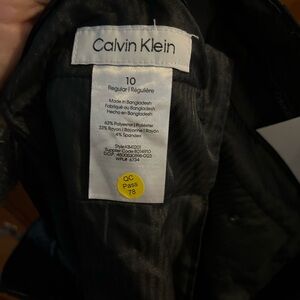 Calvin Klein
10
Regular | Régulière
Made in Bangladesh
Fabriqué au Bangladesh
Hecho en Bangladesh
63% Polyester | Poliéster
33% Rayon | Rayonne | Rayón
4% Spandex
QC
Pass
78